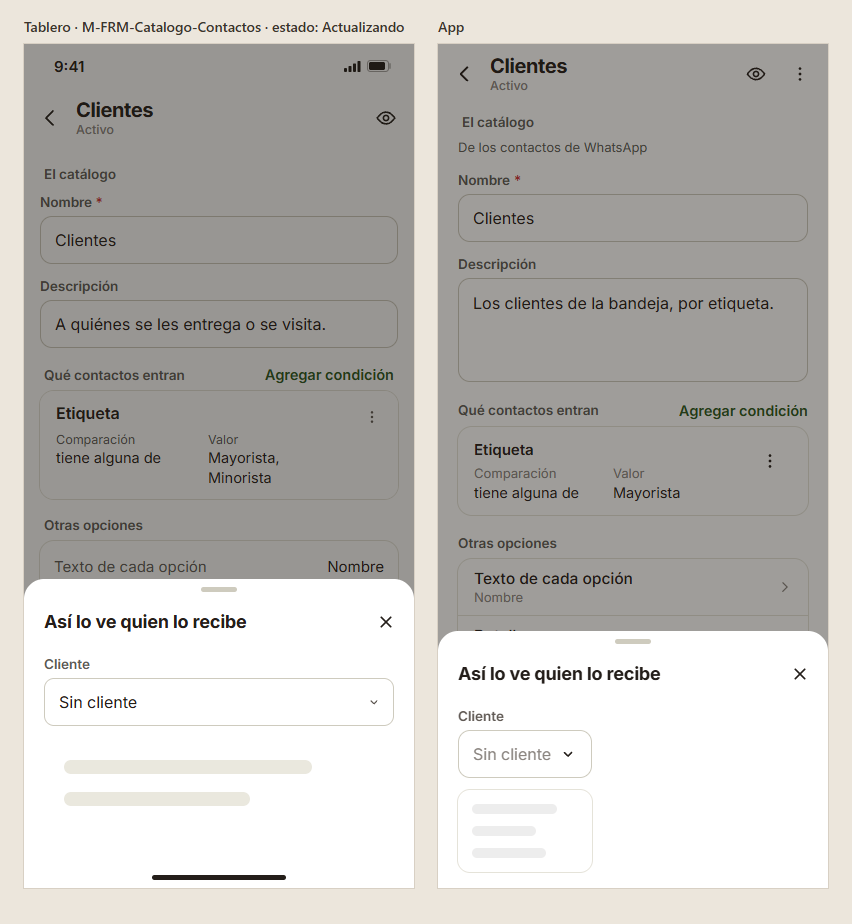 Tablero · M-FRM-Catalogo-Contactos · estado: Actualizando
9:41
Clientes
Activo
El catálogo
Nombre *
Clientes
Descripción
A quiénes se les entrega o se visita.
Qué contactos entran
Agregar condición
Etiqueta
Comparación
Valor
tiene alguna de
Mayorista,
Minorista
Otras opciones
Texto de cada opción
Nombre
Así lo ve quien lo recibe
Cliente
Sin cliente
App
Clientes
Activo
El catálogo
De los contactos de WhatsApp
Nombre *
Clientes
Descripción
Los clientes de la bandeja, por etiqueta.
Qué contactos entran
Agregar condición
Etiqueta
Comparación
Valor
tiene alguna de
Mayorista
Otras opciones
Texto de cada opción
Nombre
Así lo ve quien lo recibe
Cliente
Sin cliente